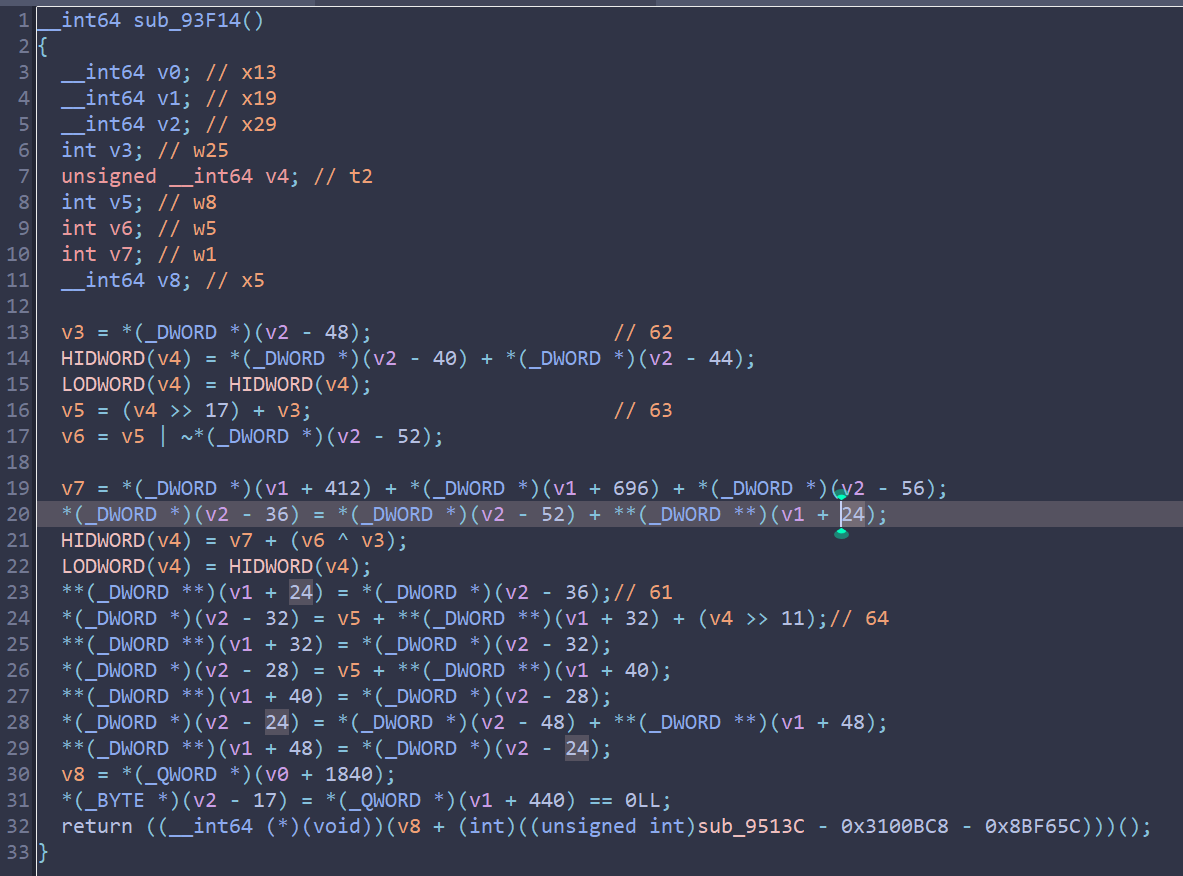 1 __int64 sub_93F14()
2 {
3 __int64 v0; // x13
4 __int64 v1; // x19
5 __int64 v2; // x29
6 int v3; // w25
7 unsigned __int64 v4; // t2
8 int v5; // w8
9 int v6; // w5
10 int v7; // w1
11 __int64 v8; // x5
12
13 v3 = *(_DWORD *)(v2 - 48); // 62
14 HIDWORD(v4) = *(_DWORD *)(v2 - 40) + *(_DWORD *)(v2 - 44);
15 LODWORD(v4) = HIDWORD(v4);
16 v5 = (v4 >> 17) + v3; // 63
17 v6 = v5 | ~*(_DWORD *)(v2 - 52);
18
19 v7 = *(_DWORD *)(v1 + 412) + *(_DWORD *)(v1 + 696) + *(_DWORD *)(v2 - 56);
20 *(_DWORD *)(v2 - 36) = *(_DWORD *)(v2 - 52) + **(_DWORD **)(v1 + 24);
21 HIDWORD(v4) = v7 + (v6 ^ v3);
22 LODWORD(v4) = HIDWORD(v4);
23 **(_DWORD **)(v1 + 24) = *(_DWORD *)(v2 - 36);// 61
24 *(_DWORD *)(v2 - 32) = v5 + **(_DWORD **)(v1 + 32) + (v4 >> 11);// 64
25 **(_DWORD **)(v1 + 32) = *(_DWORD *)(v2 - 32);
26 *(_DWORD *)(v2 - 28) = v5 + **(_DWORD **)(v1 + 40);
27 **(_DWORD **)(v1 + 40) = *(_DWORD *)(v2 - 28);
28 *(_DWORD *)(v2 - 24) = *(_DWORD *)(v2 - 48) + **(_DWORD **)(v1 + 48);
29 **(_DWORD **)(v1 + 48) = *(_DWORD *)(v2 - 24);
30 v8 = *(_QWORD *)(v0 + 1840);
31 *(_BYTE *)(v2 - 17) = *(_QWORD *)(v1 + 440) == 0LL;
32 return ((__int64 (*)(void))(v8 + (int)((unsigned int)sub_9513C - 0x3100BC8 - 0x8BF65C)))();
33 }